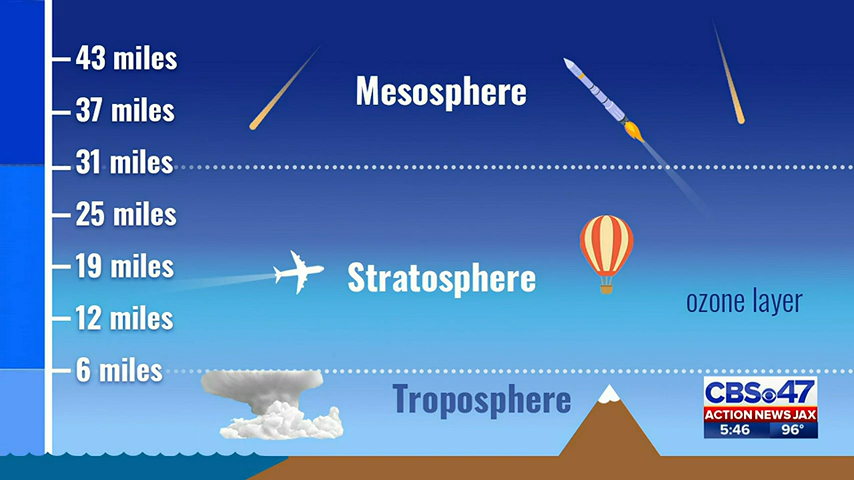 43 miles
Mesosphere
37 miles
31 miles
25 miles
19 miles
Stratosphere
ozone layer
12 miles
6 miles
Troposphere
CBS 47
ACTION NEWS JAX
5:46 96°